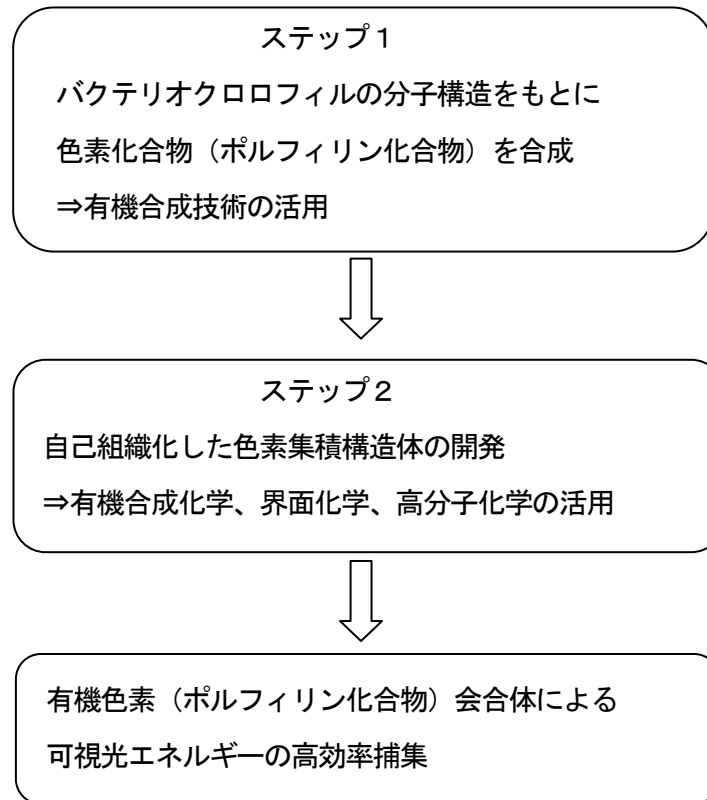 ステップ１
バクテリオクロロフィルの分子構造をもとに
色素化合物（ポルフィリン化合物）を合成
⇒有機合成技術の活用
ステップ２
自己組織化した色素集積構造体の開発
⇒有機合成化学、界面化学、高分子化学の活用
有機色素（ポルフィリン化合物）会合体による
可視光エネルギーの高効率捕集